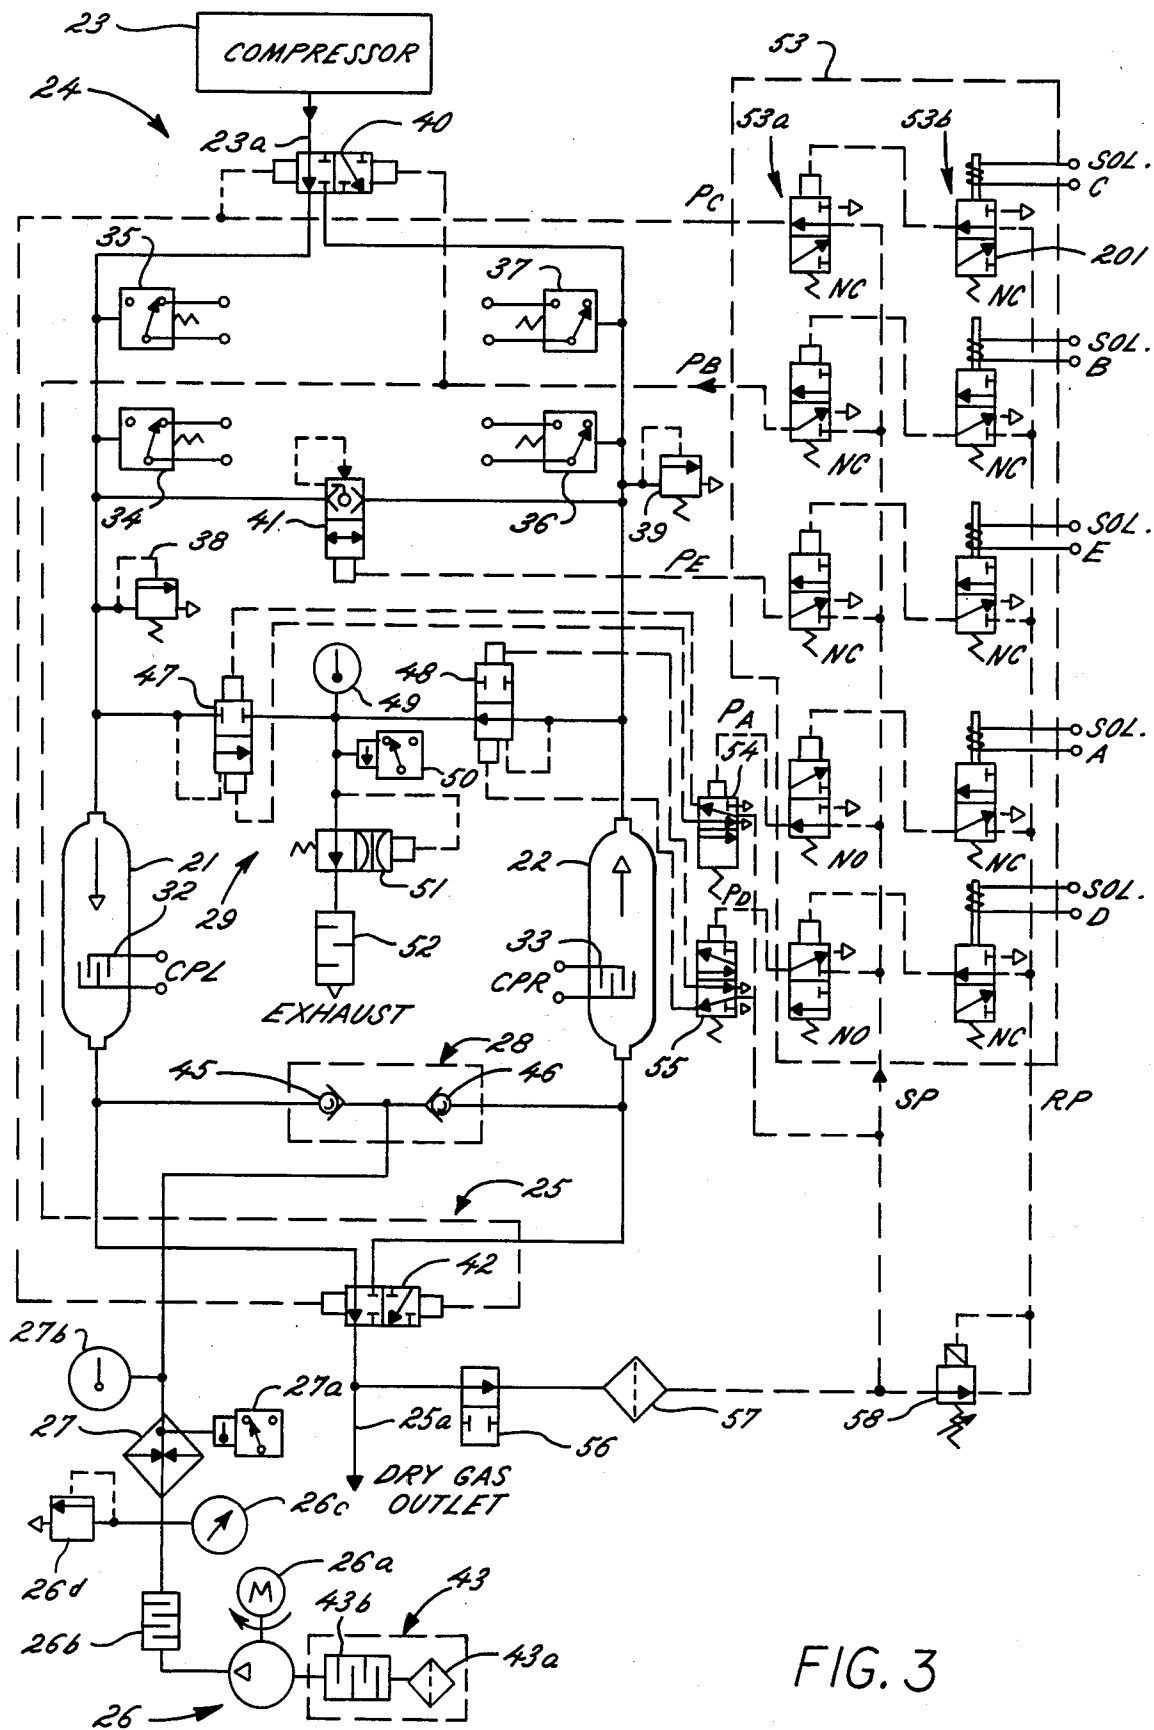 23
COMPRESSOR
24
23a
40
53
53a
53b
SOL.
C
PC
201
NC
NC
35
37
SOL.
B
PB
NC
NC
34
41
36
39
38
PE
SOL.
E
NC
NC
47
49
48
50
PA
54
SOL.
A
NO
NC
21
32
29
51
22
52
33
CPL
CPR
EXHAUST
PD
55
SOL.
D
NO
NC
45
28
46
SP
RP
25
42
27b
27a
27
25a
56
57
58
DRY GAS
OUTLET
26c
26d
26a
43
43b
26b
43a
26
M
FIG. 3